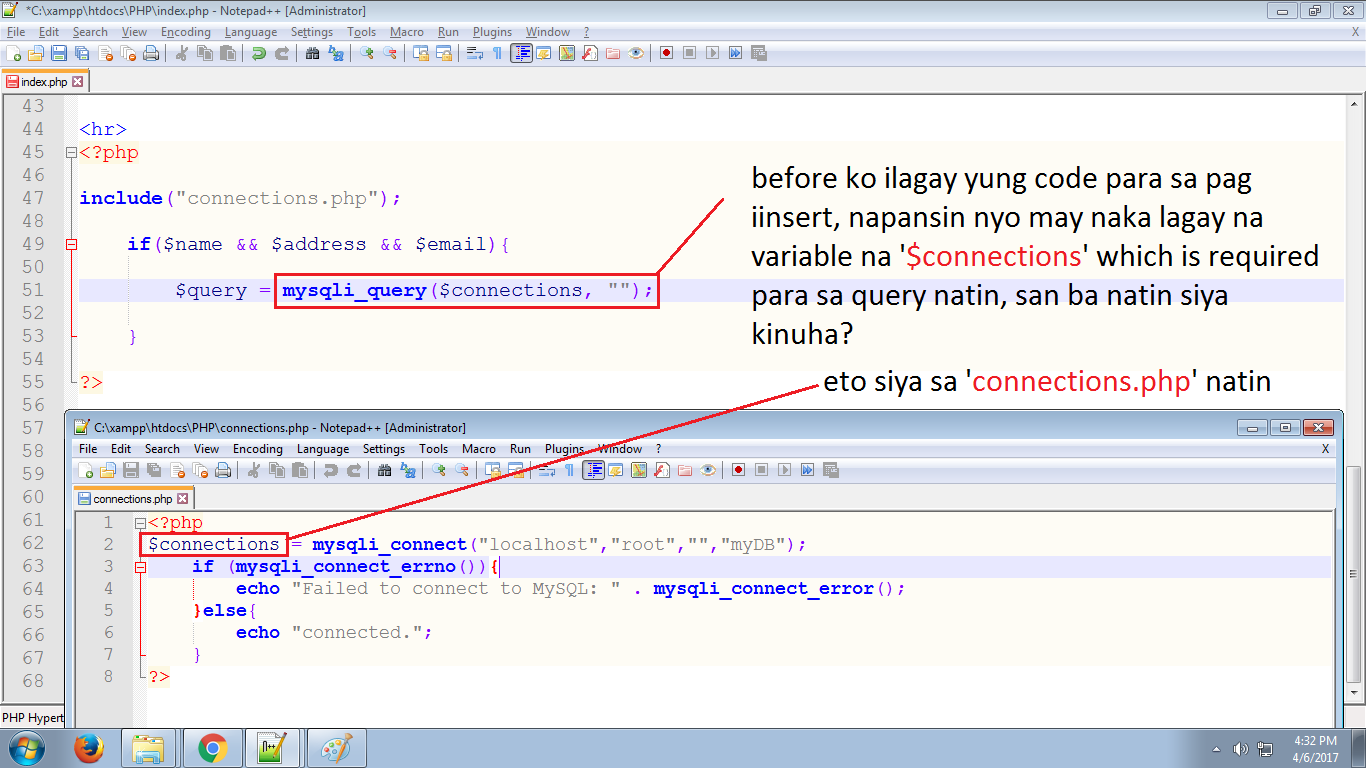 *C:\xampp\htdocs\PHP\index.php - Notepad++ [Administrator]
File Edit Search View Encoding Language Settings Tools Macro Run Plugins Window ? X
index.php
43
44 <hr>
45 <?php
46
47 include("connections.php");
48
49 if($name && $address && $email){
50
51 $query = mysqli_query($connections, "");
52
53 }
54
55 ?>
56
57
58
59
60
61
62
63
64
65
66
67
68
before ko ilagay yung code para sa pag
iinsert, napansin nyo may naka lagay na
variable na '$connections' which is required
para sa query natin, san ba natin siya
kinuha?
eto siya sa 'connections.php' natin
C:\xampp\htdocs\PHP\connections.php - Notepad++ [Administrator]
File Edit Search View Encoding Language Settings Tools Macro Run Plugins Window ? X
connections.php
1 <?php
2 $connections = mysqli_connect("localhost","root","","myDB");
3 if (mysqli_connect_errno()){
4 echo "Failed to connect to MySQL: " . mysqli_connect_error();
5 }else{
6 echo "connected.";
7 }
8 ?>
PHP Hypert
4:32 PM
4/6/2017